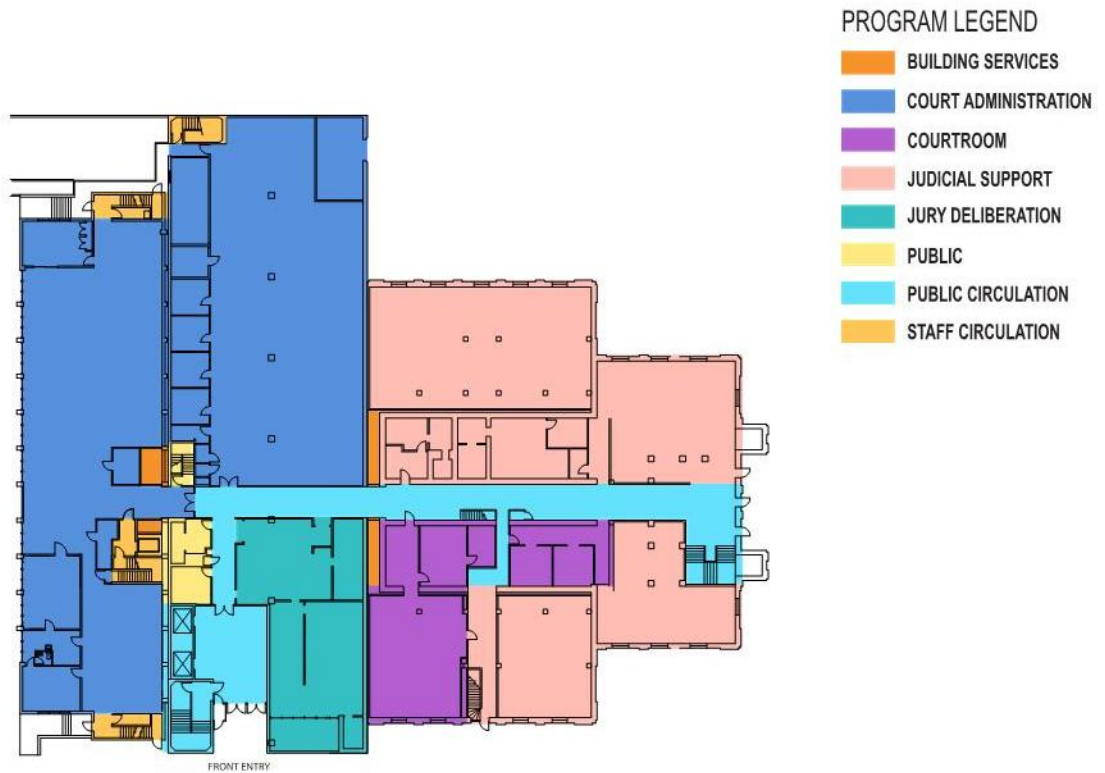 PROGRAM LEGEND
BUILDING SERVICES
COURT ADMINISTRATION
COURTROOM
JUDICIAL SUPPORT
JURY DELIBERATION
PUBLIC
PUBLIC CIRCULATION
STAFF CIRCULATION
FRONT ENTRY